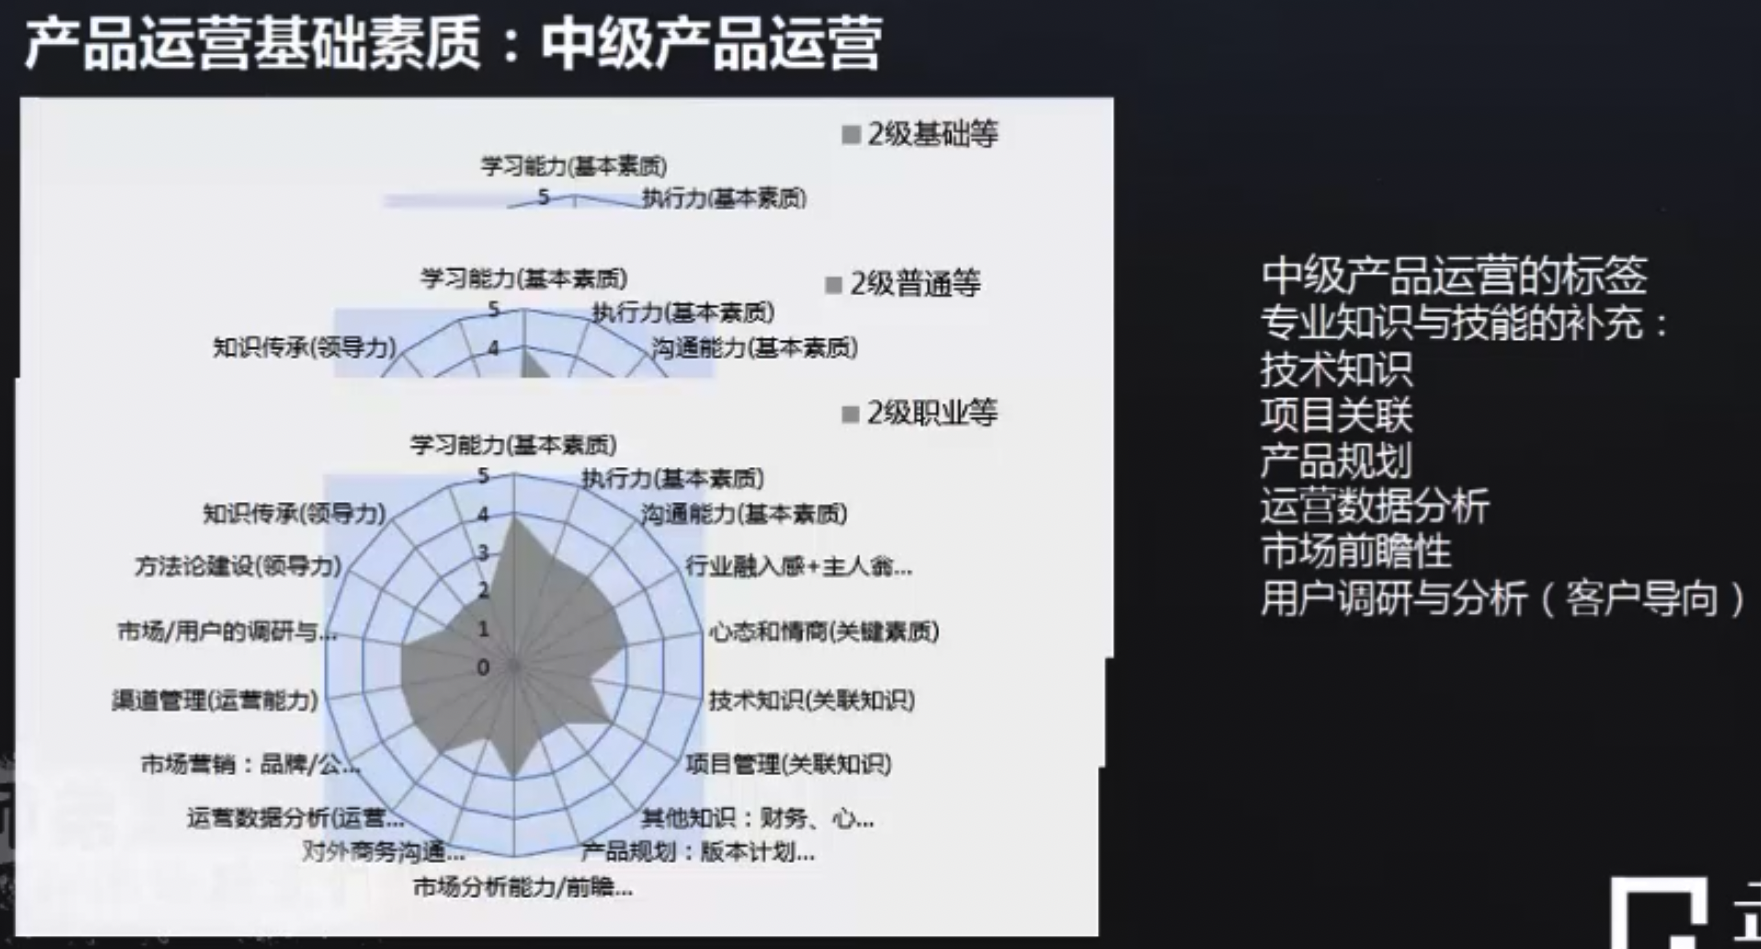 产品运营基础素质：中级产品运营
2级基础等
学习能力(基本素质)
5
执行力(基本素质)
学习能力(基本素质)
2级普通等
5
执行力(基本素质)
知识传承(领导力)
4
沟通能力(基本素质)
2级职业等
学习能力(基本素质)
5
执行力(基本素质)
知识传承(领导力)
4
沟通能力(基本素质)
3
方法论建设(领导力)
行业融入感+主人翁...
2
市场/用户的调研与...
1
心态和情商(关键素质)
0
渠道管理(运营能力)
技术知识(关联知识)
市场营销：品牌/公...
项目管理(关联知识)
运营数据分析(运营...
其他知识：财务、心...
对外商务沟通...
产品规划：版本计划...
市场分析能力/前瞻...
中级产品运营的标签
专业知识与技能的补充：
技术知识
项目关联
产品规划
运营数据分析
市场前瞻性
用户调研与分析（客户导向）